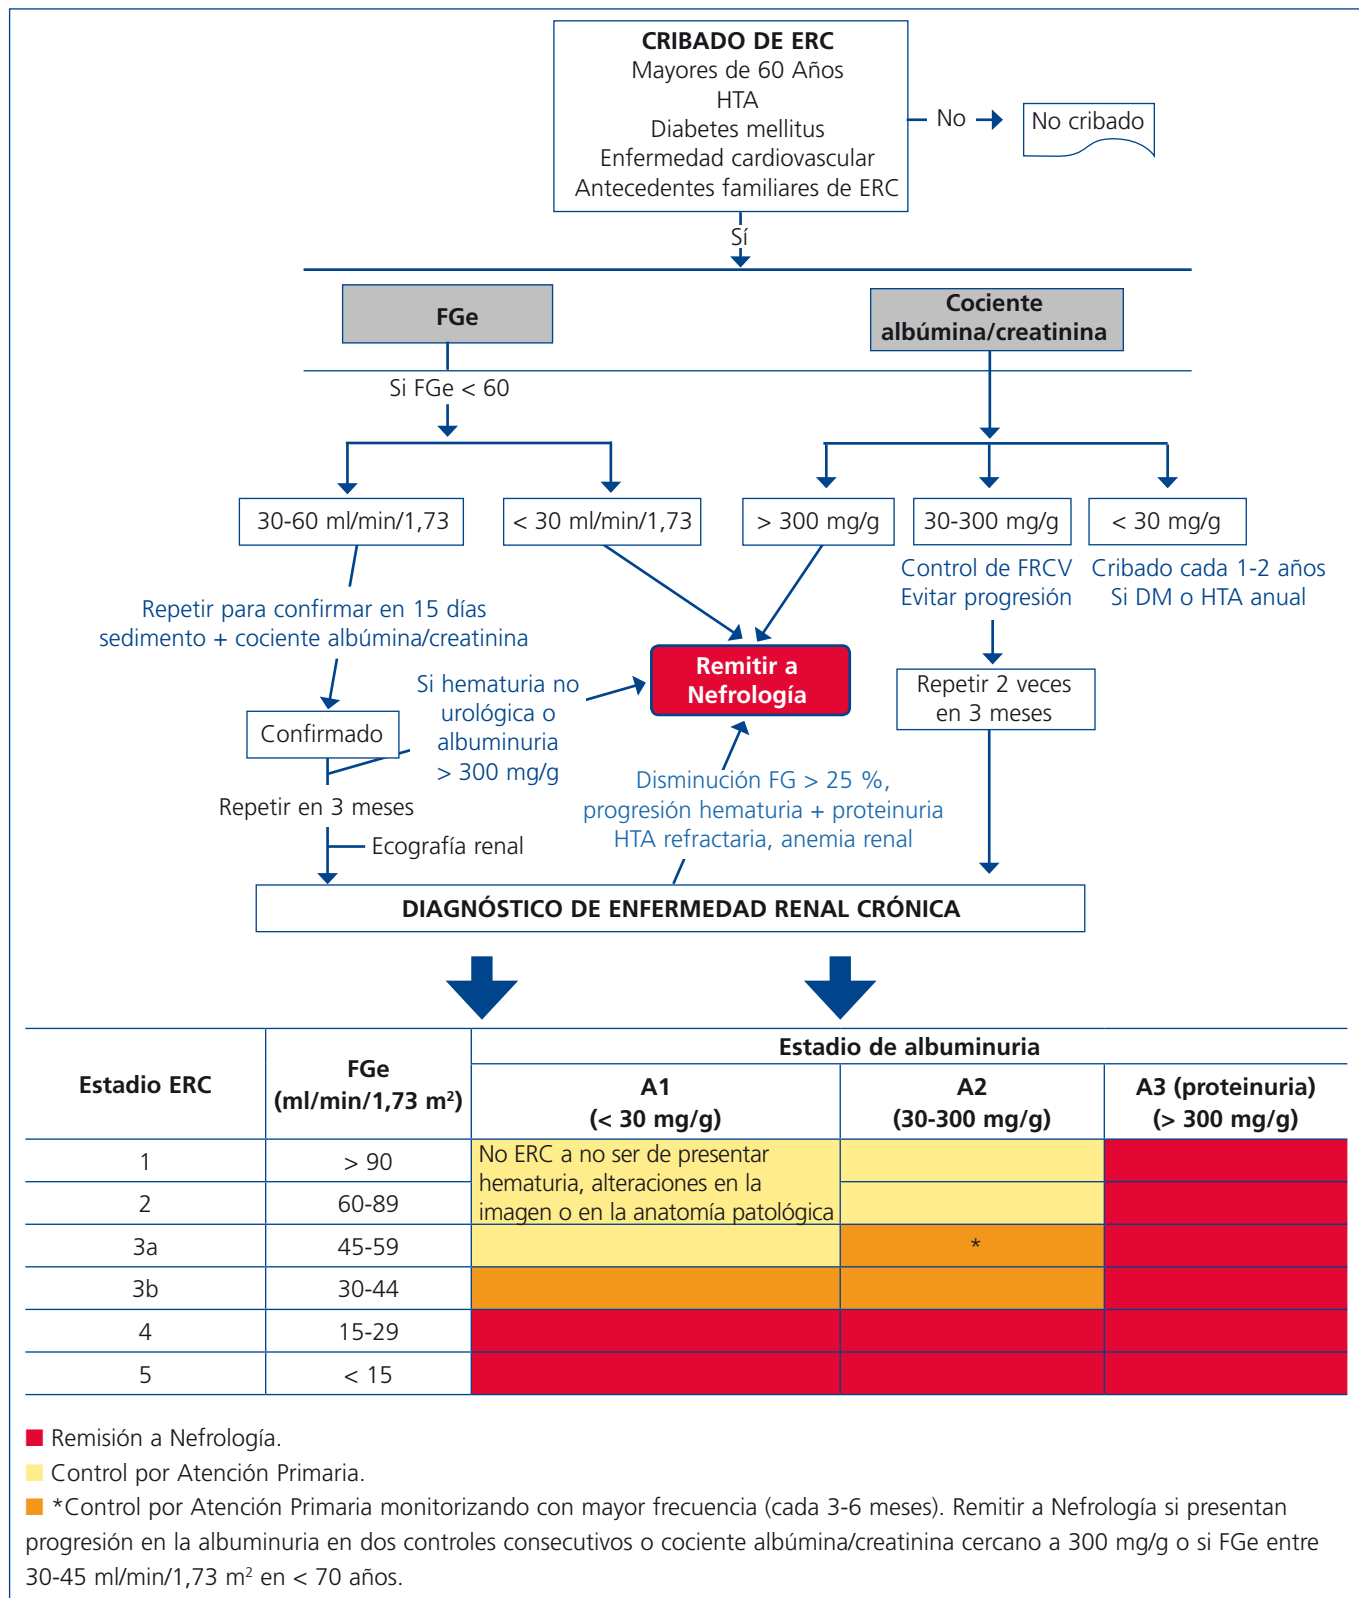 CRIBADO DE ERC
Mayores de 60 Años
HTA
Diabetes mellitus
Enfermedad cardiovascular
Antecedentes familiares de ERC
No
No cribado
Sí
FGe
Cociente
albúmina/creatinina
Si FGe < 60
30-60 ml/min/1,73
< 30 ml/min/1,73
> 300 mg/g
30-300 mg/g
< 30 mg/g
Control de FRCV
Evitar progresión
Cribado cada 1-2 años
Si DM o HTA anual
Repetir para confirmar en 15 días
sedimento + cociente albúmina/creatinina
Remitir a
Nefrología
Si hematuria no
urológica o
albuminuria
> 300 mg/g
Repetir 2 veces
en 3 meses
Confirmado
Disminución FG > 25 %,
progresión hematuria + proteinuria
HTA refractaria, anemia renal
Repetir en 3 meses
Ecografía renal
DIAGNÓSTICO DE ENFERMEDAD RENAL CRÓNICA
Estadio ERC
FGe
(ml/min/1,73 m²)
Estadio de albuminuria
A1
(< 30 mg/g)
A2
(30-300 mg/g)
A3 (proteinuria)
(> 300 mg/g)
1
> 90
No ERC a no ser de presentar
hematuria, alteraciones en la
imagen o en la anatomía patológica
2
60-89
3a
45-59
*
3b
30-44
4
15-29
5
< 15
Remisión a Nefrología.
Control por Atención Primaria.
*Control por Atención Primaria monitorizando con mayor frecuencia (cada 3-6 meses). Remitir a Nefrología si presentan
progresión en la albuminuria en dos controles consecutivos o cociente albúmina/creatinina cercano a 300 mg/g o si FGe entre
30-45 ml/min/1,73 m² en < 70 años.